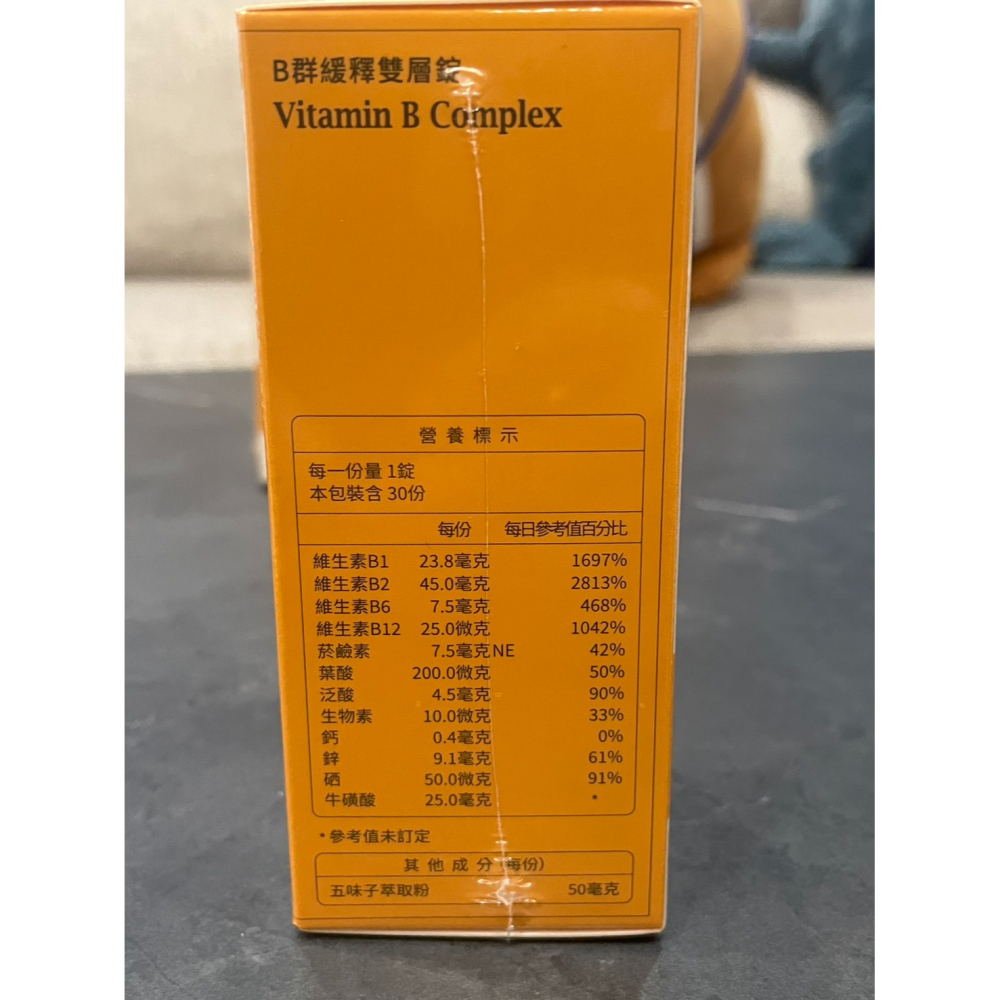 B群緩釋雙層錠
Vitamin B Complex
營養標示
每一份量 1錠
本包裝含 30份
每份 每日參考值百分比
維生素B1 23.8毫克 1697%
維生素B2 45.0毫克 2813%
維生素B6 7.5毫克 468%
維生素B12 25.0微克 1042%
菸鹼素 7.5毫克NE 42%
葉酸 200.0微克 50%
泛酸 4.5毫克 90%
生物素 10.0微克 33%
鈣 0.4毫克 0%
鋅 9.1毫克 61%
硒 50.0微克 91%
牛磺酸 25.0毫克 *
*參考值未訂定
其他成分(每份)
五味子萃取粉 50毫克